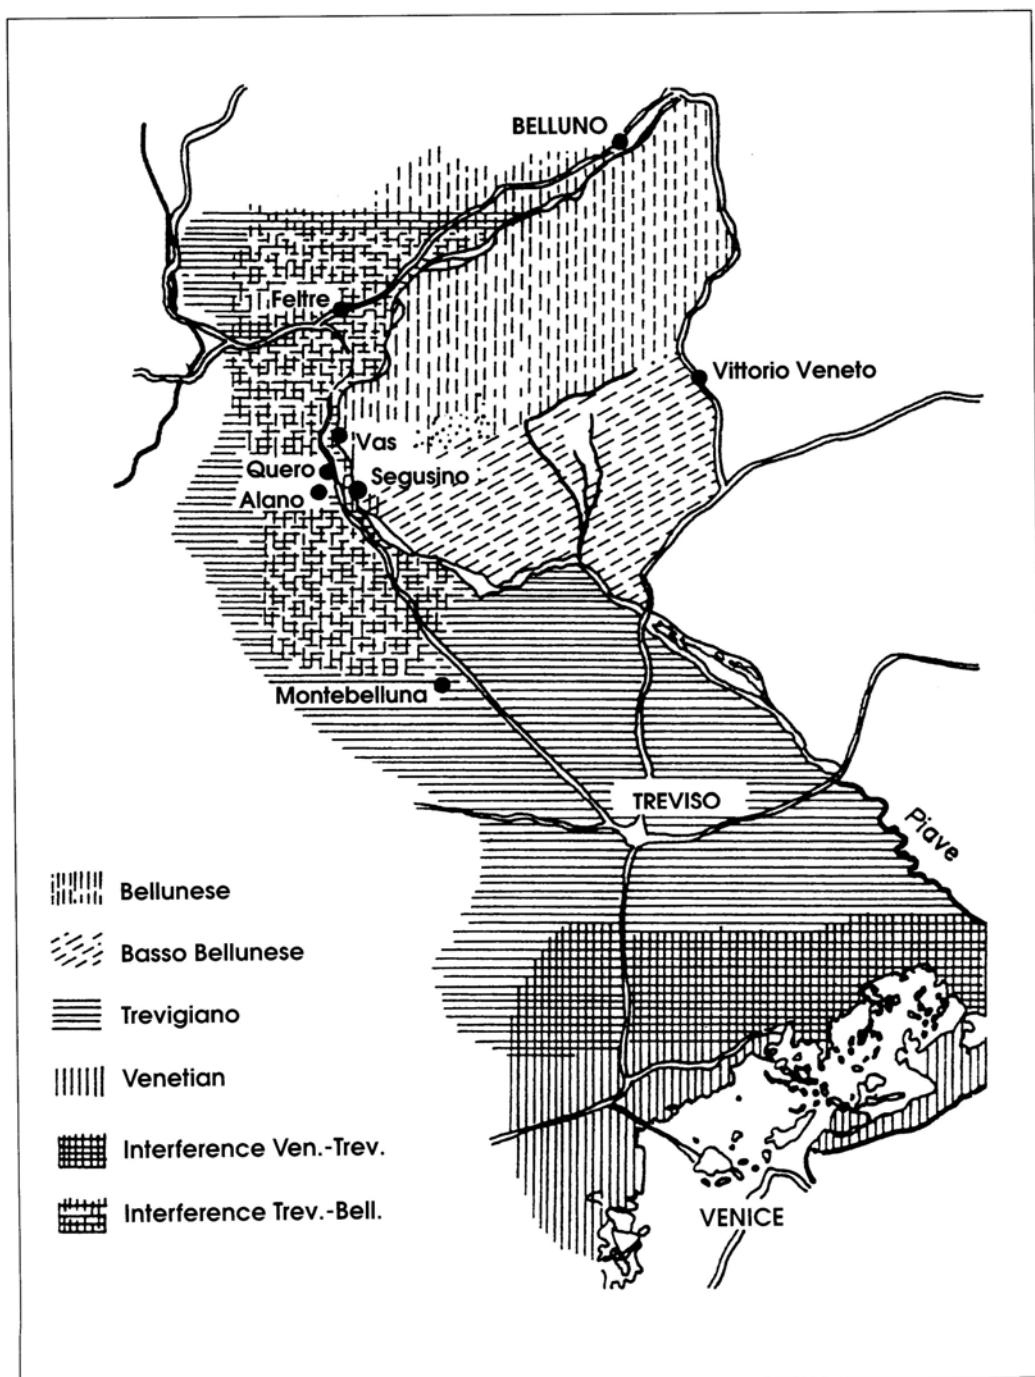 BELLUNO
Feltre
Vittorio Veneto
Vas
Quero
Segusino
Alano
Montebelluna
TREVISO
Piave
Bellunese
Basso Bellunese
Trevigiano
Venetian
Interference Ven.-Trev.
Interference Trev.-Bell.
VENICE